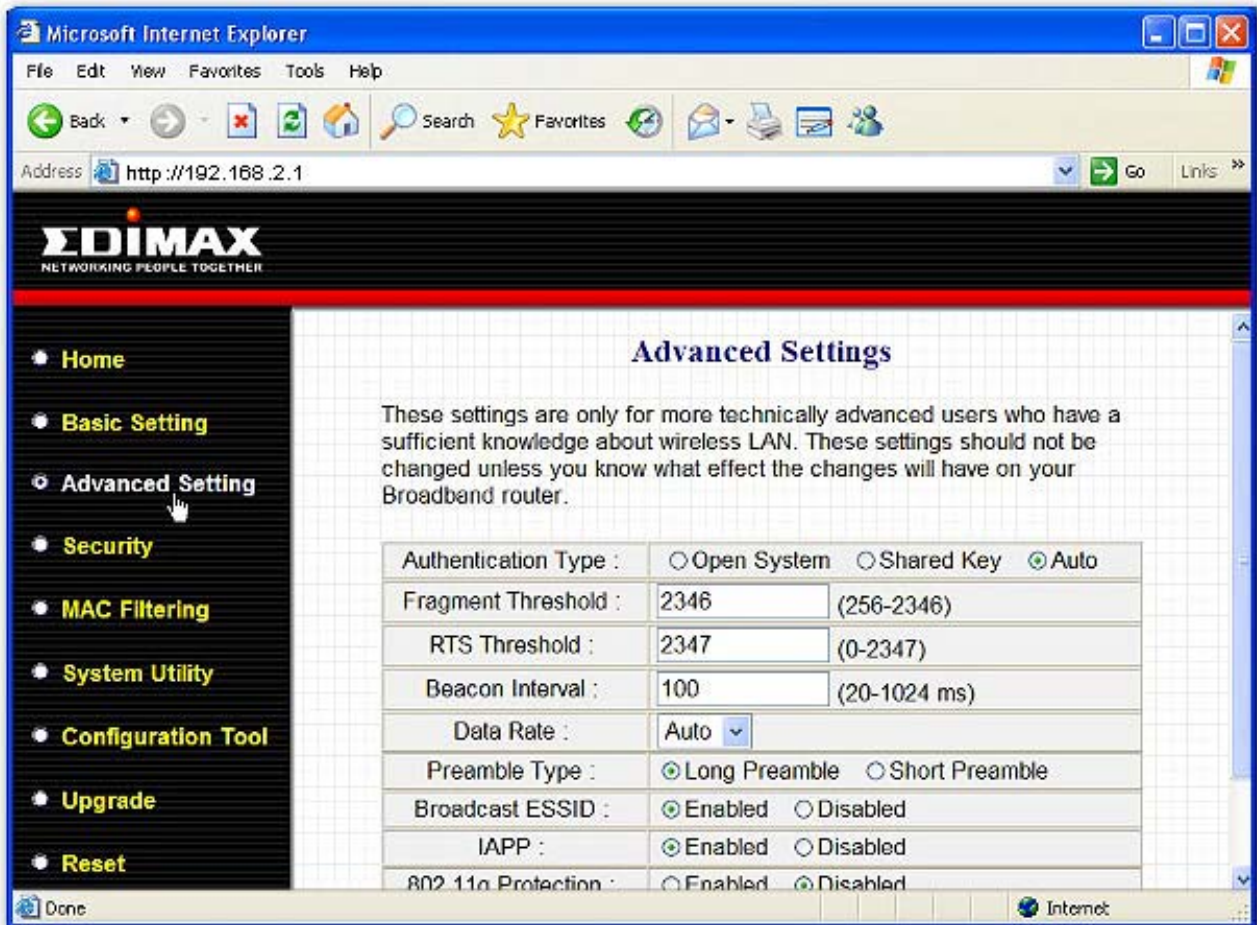 Microsoft Internet Explorer
File Edit View Favorites Tools Help
Back Search Favorites
Address http://192.168.2.1 Go Links »
EDIMAX
NETWORKING PEOPLE TOGETHER
Home
Basic Setting
Advanced Setting
Security
MAC Filtering
System Utility
Configuration Tool
Upgrade
Reset
Advanced Settings
These settings are only for more technically advanced users who have a
sufficient knowledge about wireless LAN. These settings should not be
changed unless you know what effect the changes will have on your
Broadband router.
Authentication Type : Open System Shared Key Auto
Fragment Threshold : 2346 (256-2346)
RTS Threshold : 2347 (0-2347)
Beacon Interval : 100 (20-1024 ms)
Data Rate : Auto
Preamble Type : Long Preamble Short Preamble
Broadcast ESSID : Enabled Disabled
IAPP : Enabled Disabled
802.11g Protection : Enabled Disabled
Done Internet